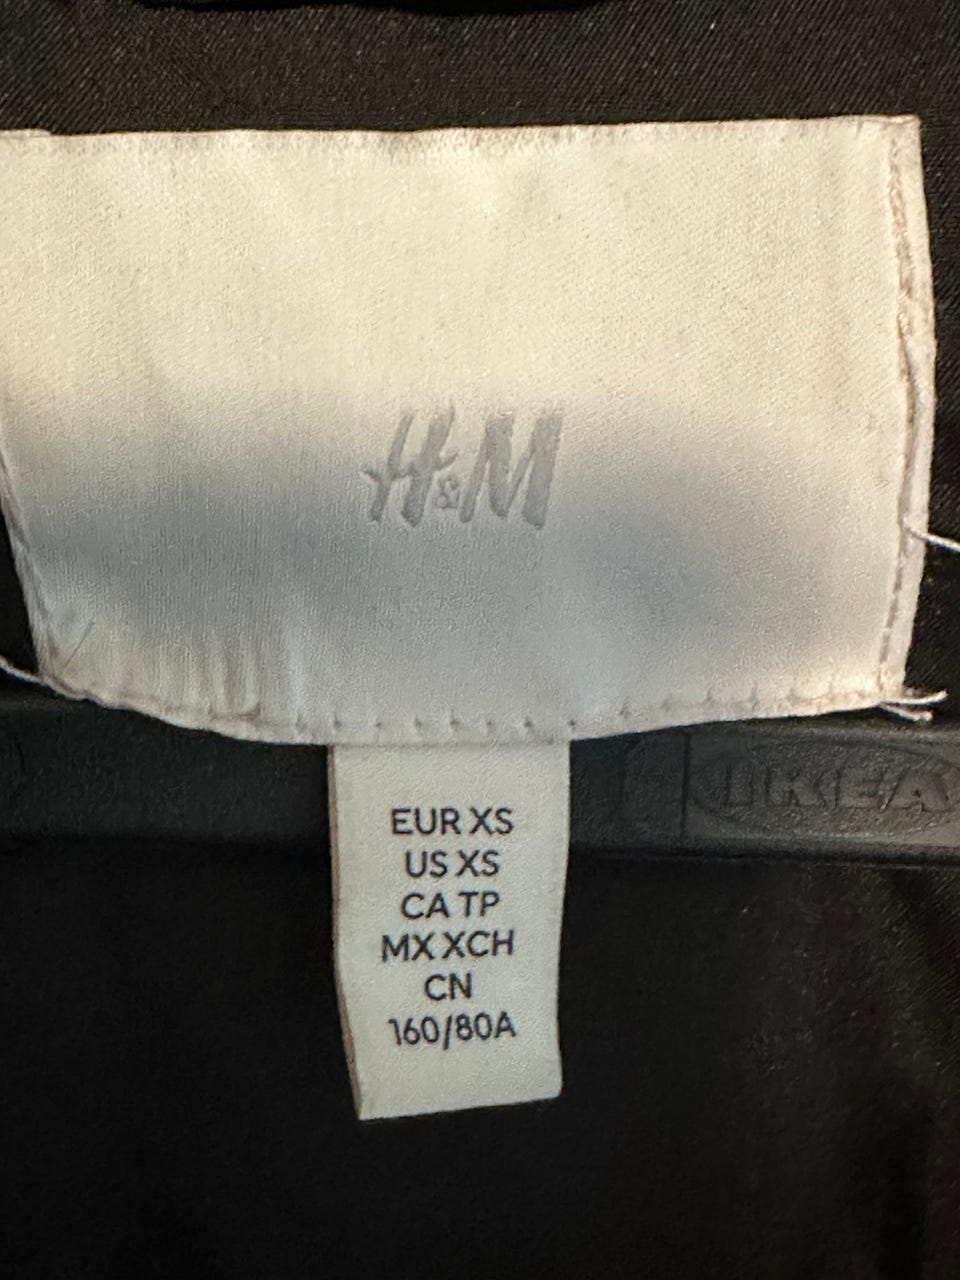 H&M
IKEA
EUR XS
US XS
CA TP
MX XCH
CN
160/80A